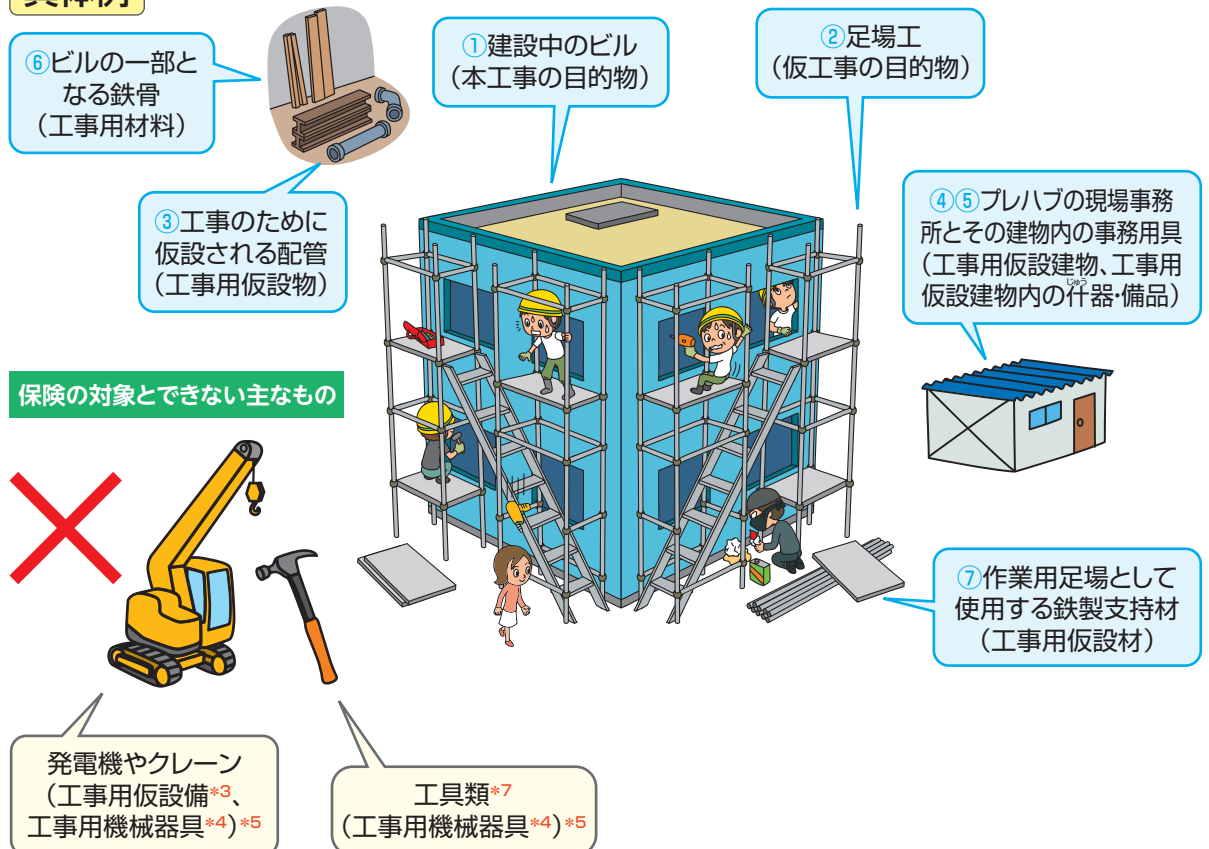 具体例
⑥ビルの一部と
なる鉄骨
（工事用材料）
①建設中のビル
（本工事の目的物）
②足場工
（仮工事の目的物）
③工事のために
仮設される配管
（工事用仮設物）
④⑤プレハブの現場事務
所とその建物内の事務用具
（工事用仮設建物、工事用
じゅう
仮設建物内の什器・備品）
保険の対象とできない主なもの
⑦作業用足場として
使用する鉄製支持材
（工事用仮設材）
発電機やクレーン
（工事用仮設備*3、
工事用機械器具*4）*5
工具類*7
（工事用機械器具*4）*5